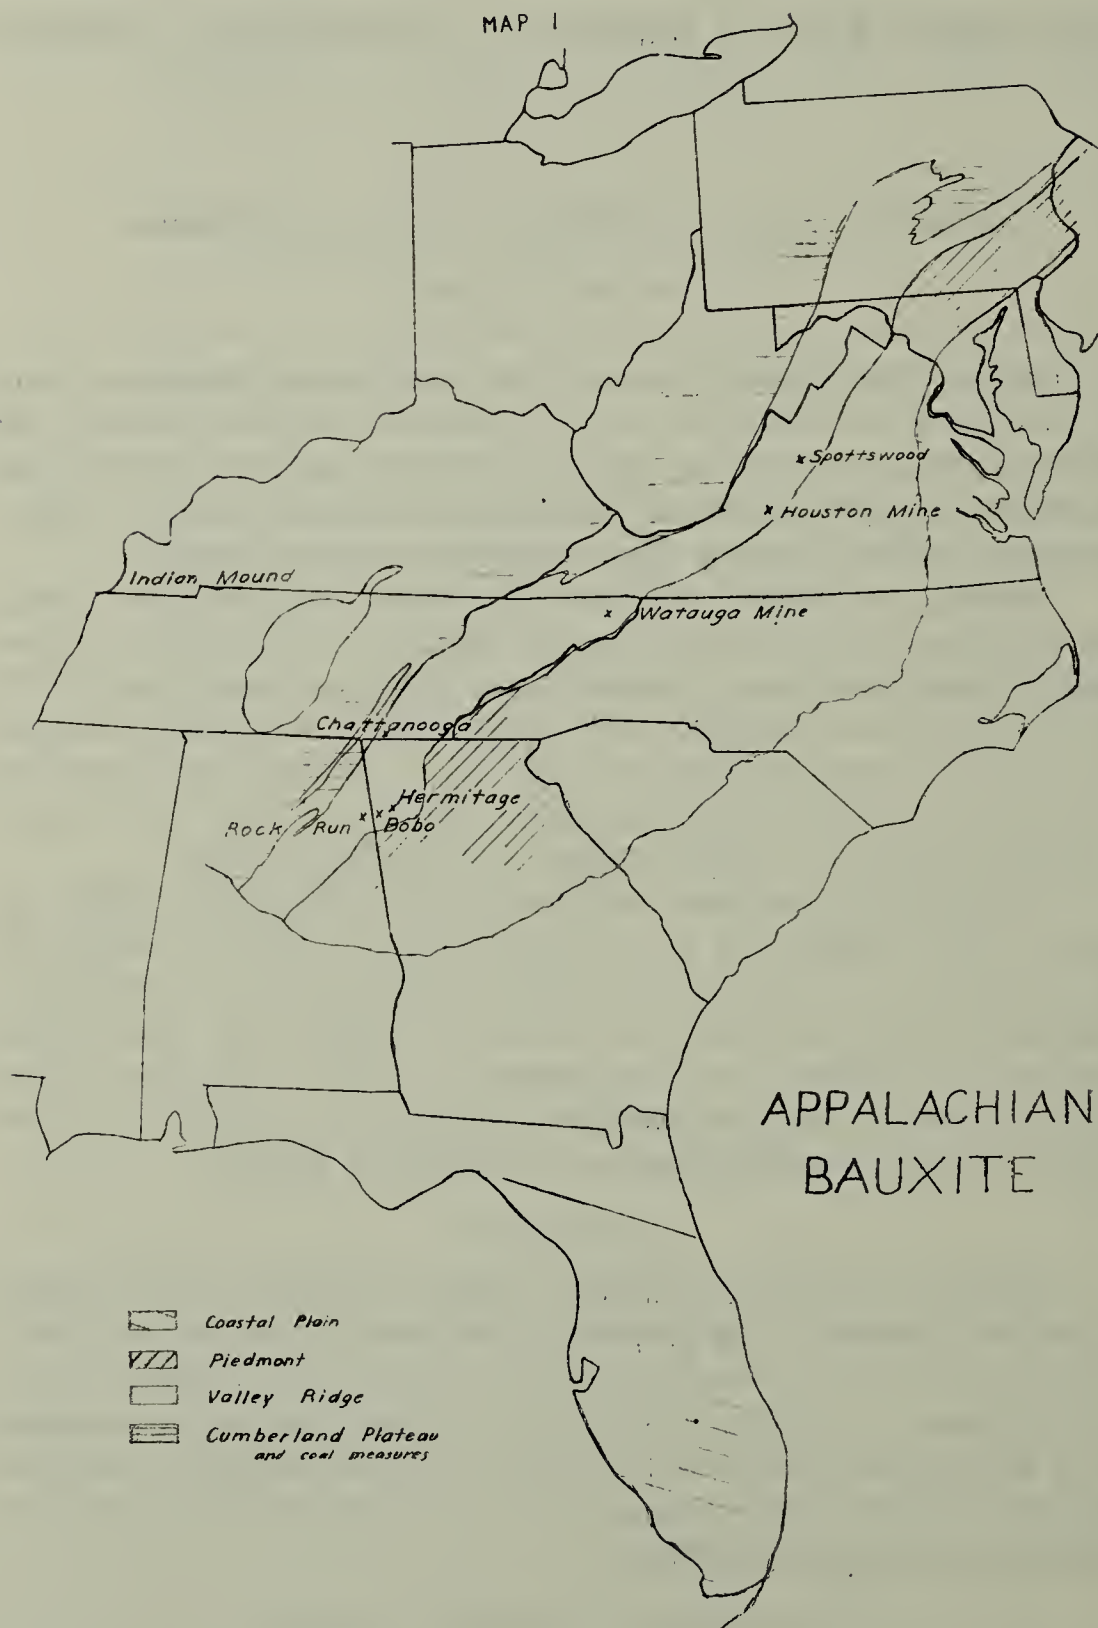 MAP 1
Spottswood
Houston Mine
Indian Mound
Watauga Mine
Chattanooga
Hermitage
Rock Run
Bobo
APPALACHIAN
BAUXITE
Coastal Plain
Piedmont
Valley Ridge
Cumberland Plateau
and coal measures